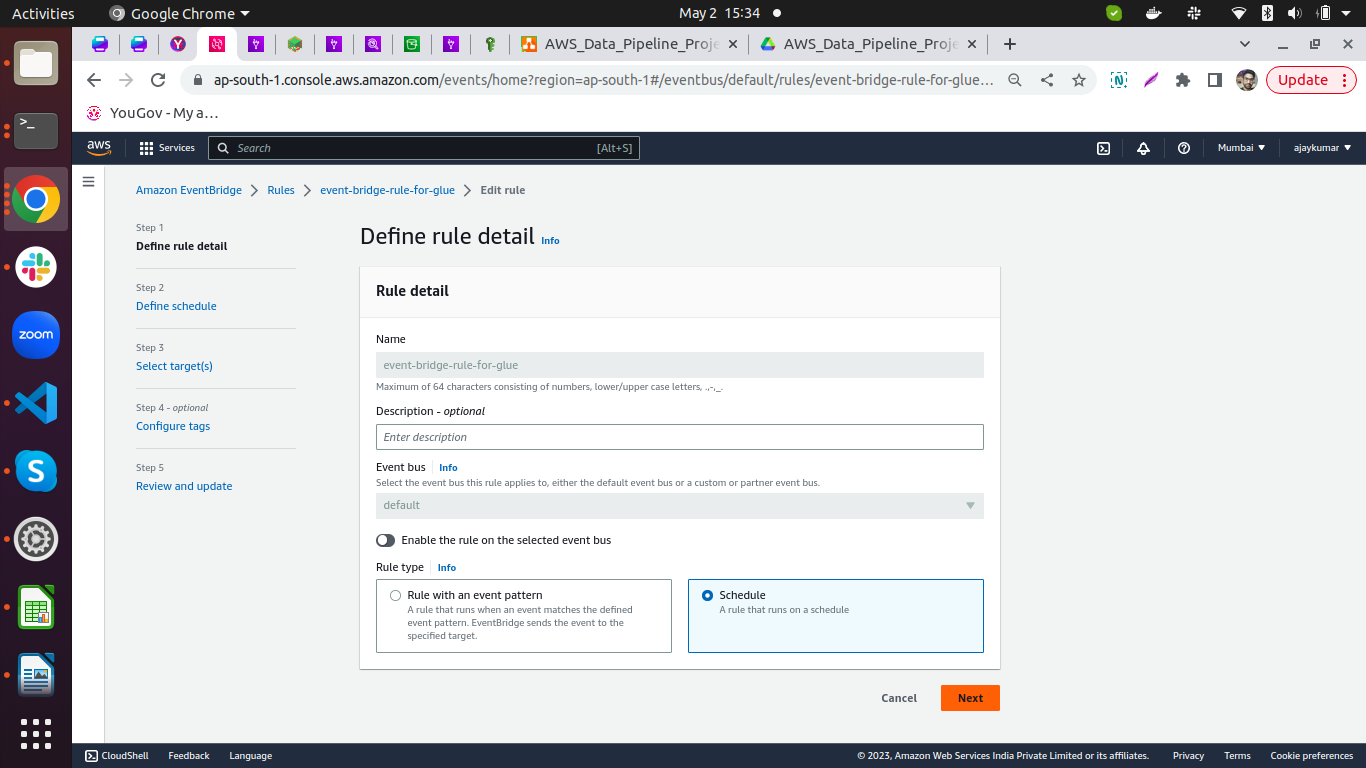 Activities
Google Chrome
May 2 15:34
AWS_Data_Pipeline_Proje
AWS_Data_Pipeline_Proje
ap-south-1.console.aws.amazon.com/events/home?region=ap-south-1#/eventbus/default/rules/event-bridge-rule-for-glue…
Update
YouGov - My a…
aws
Services
Search
[Alt+S]
Mumbai
ajaykumar
Amazon EventBridge
Rules
event-bridge-rule-for-glue
Edit rule
Step 1
Define rule detail
Step 2
Define schedule
Step 3
Select target(s)
Step 4 - optional
Configure tags
Step 5
Review and update
Define rule detail Info
Rule detail
Name
event-bridge-rule-for-glue
Maximum of 64 characters consisting of numbers, lower/upper case letters, .,-,_.
Description - optional
Enter description
Event bus Info
Select the event bus this rule applies to, either the default event bus or a custom or partner event bus.
default
Enable the rule on the selected event bus
Rule type Info
Rule with an event pattern
A rule that runs when an event matches the defined
event pattern. EventBridge sends the event to the
specified target.
Schedule
A rule that runs on a schedule
Cancel
Next
zoom
CloudShell
Feedback
Language
© 2023, Amazon Web Services India Private Limited or its affiliates.
Privacy
Terms
Cookie preferences